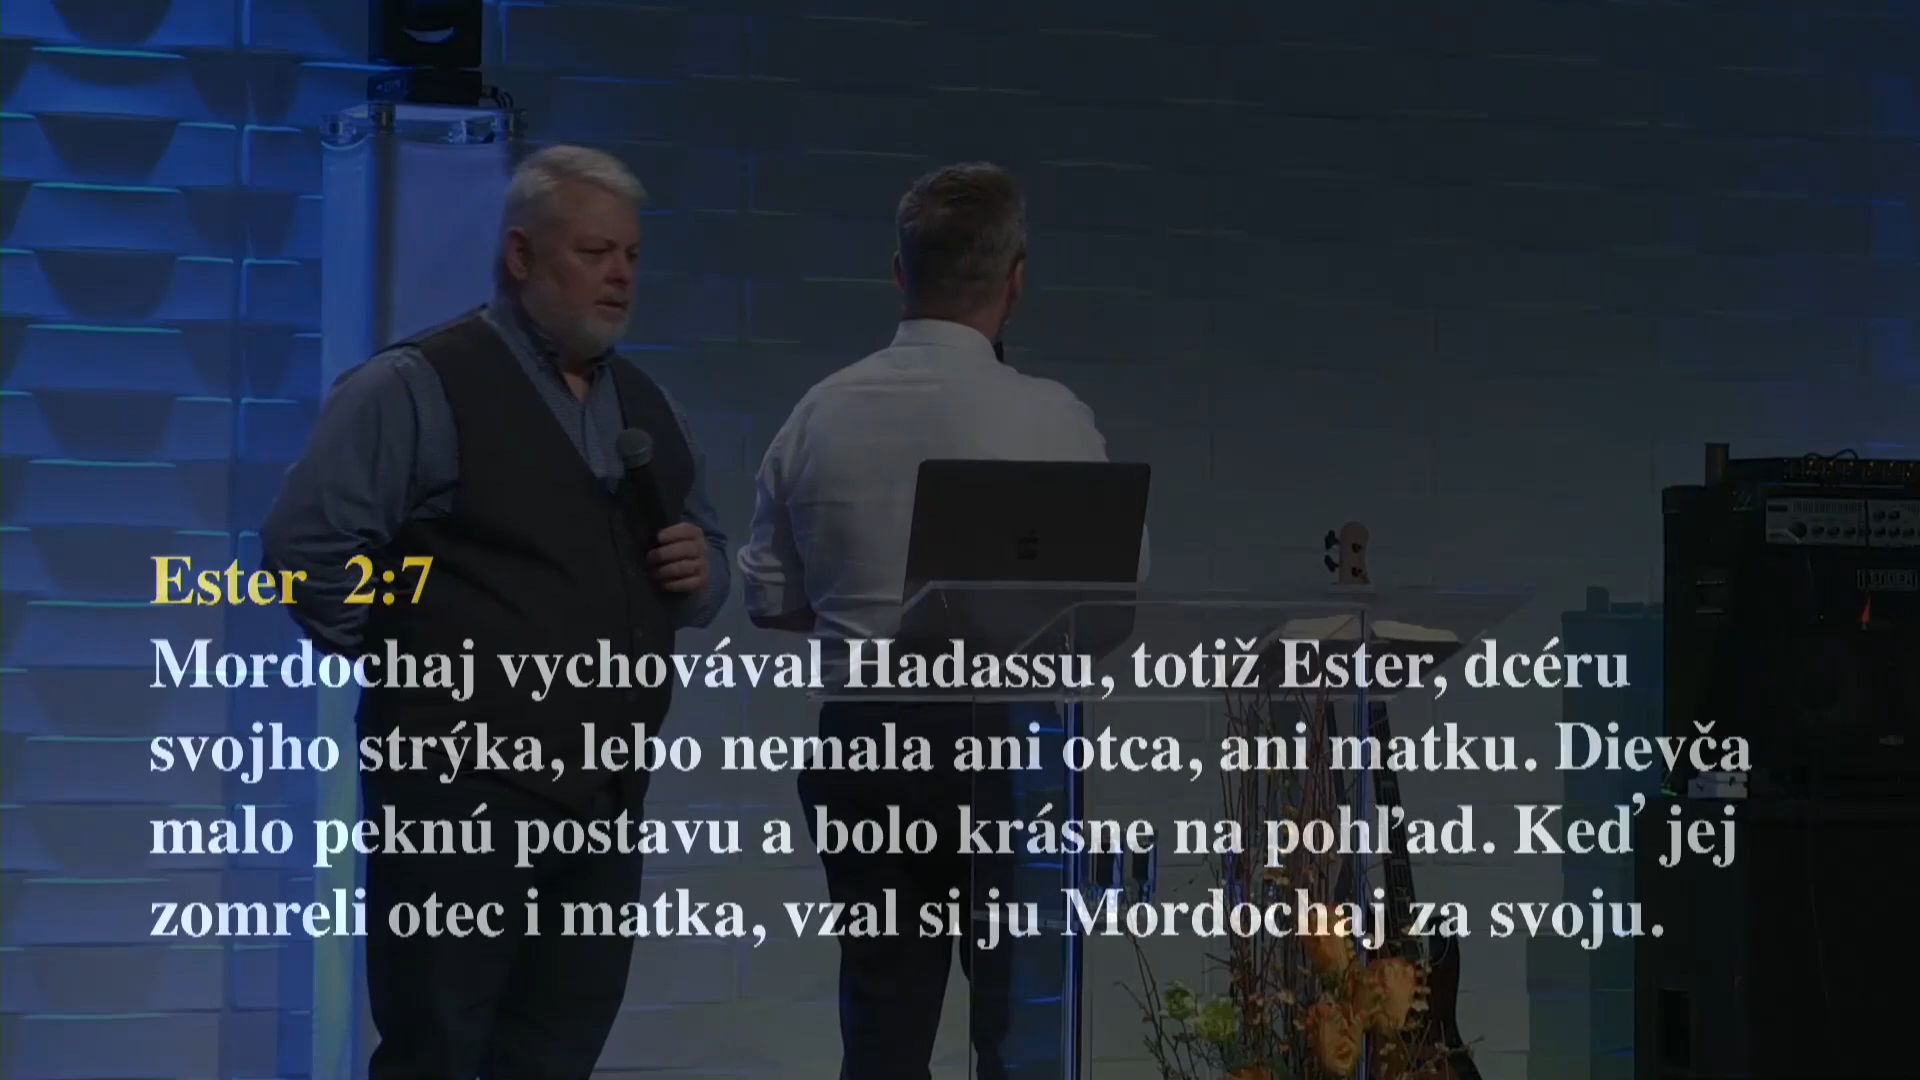 Ester 2:7
Mordochaj vychovával Hadassu, totiž Ester, dcéru
svojho strýka, lebo nemala ani otca, ani matku. Dievča
malo peknú postavu a bolo krásne na pohľad. Keď jej
zomreli otec i matka, vzal si ju Mordochaj za svoju.